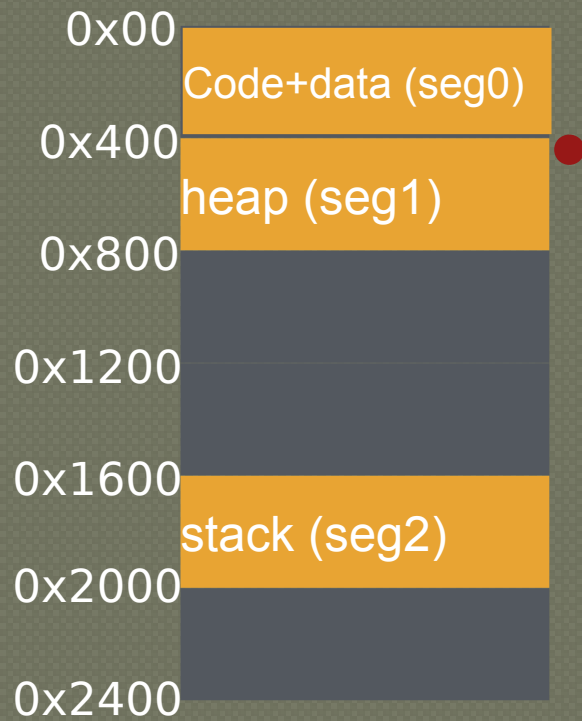 0x00
Code+data (seg0)
0x400
heap (seg1)
0x800
0x1200
0x1600
stack (seg2)
0x2000
0x2400